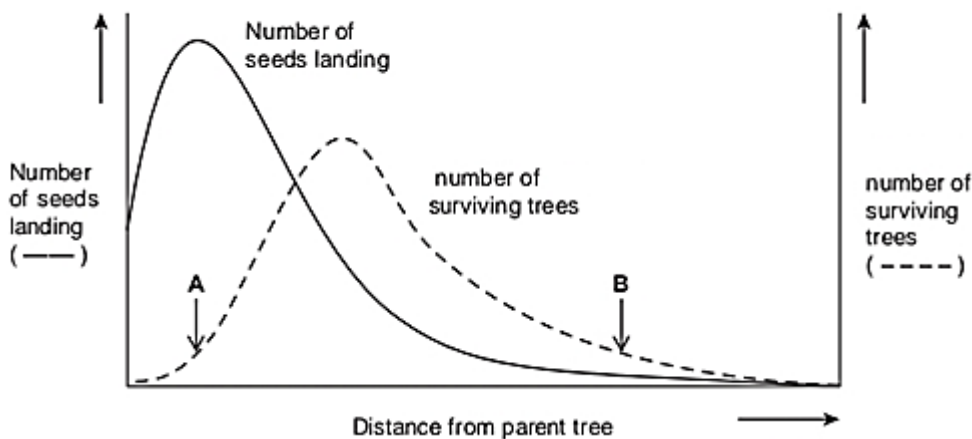 Number of
seeds landing
Number
of seeds
landing
( —— )
number of
surviving trees
number of
surviving
trees
( – – – – )
A
B
Distance from parent tree